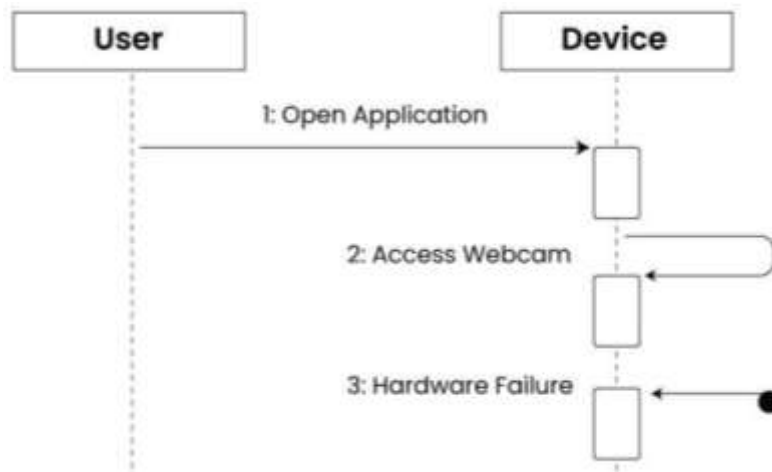 User
Device
1: Open Application
2: Access Webcam
3: Hardware Failure